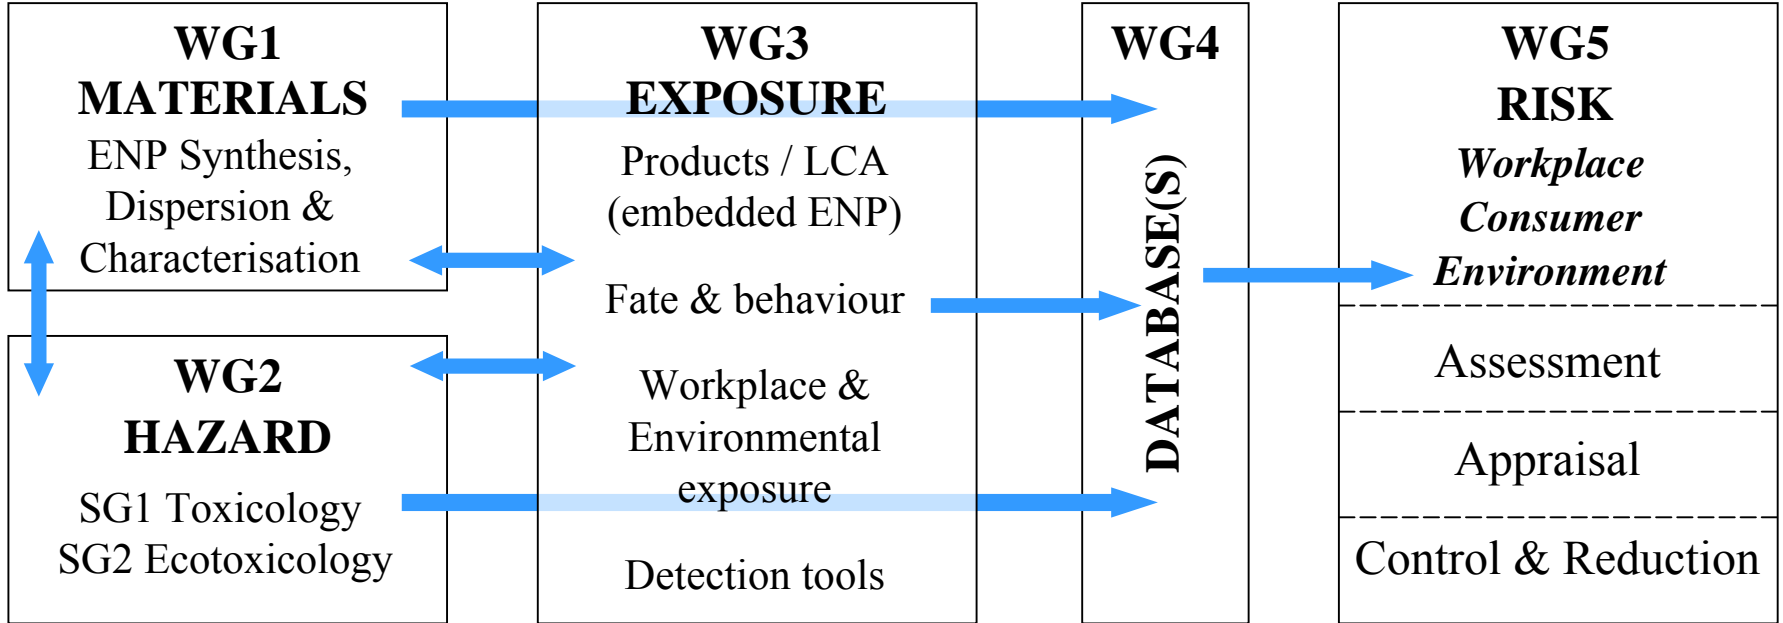 WG1
MATERIALS
ENP Synthesis,
Dispersion &
Characterisation
WG2
HAZARD
SG1 Toxicology
SG2 Ecotoxicology
WG3
EXPOSURE
Products / LCA
(embedded ENP)
Fate & behaviour
Workplace &
Environmental
exposure
Detection tools
WG4
DATABASE(S)
WG5
RISK
Workplace
Consumer
Environment
Assessment
Appraisal
Control & Reduction